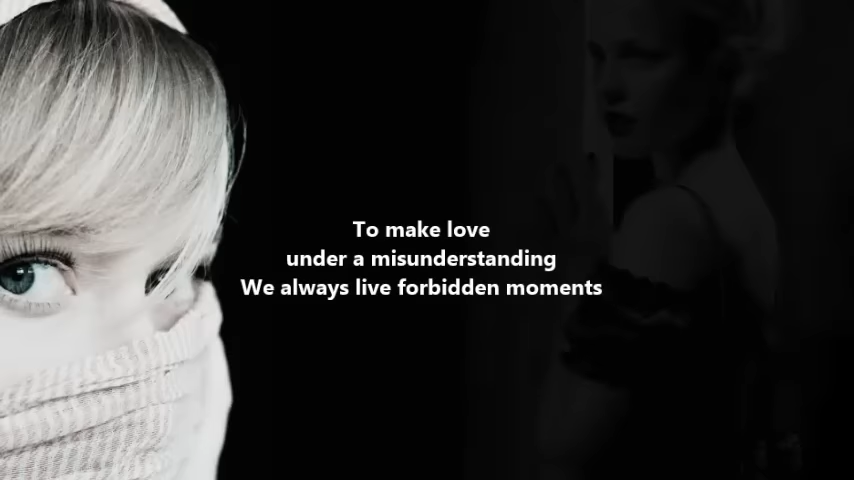 To make love
under a misunderstanding
We always live forbidden moments